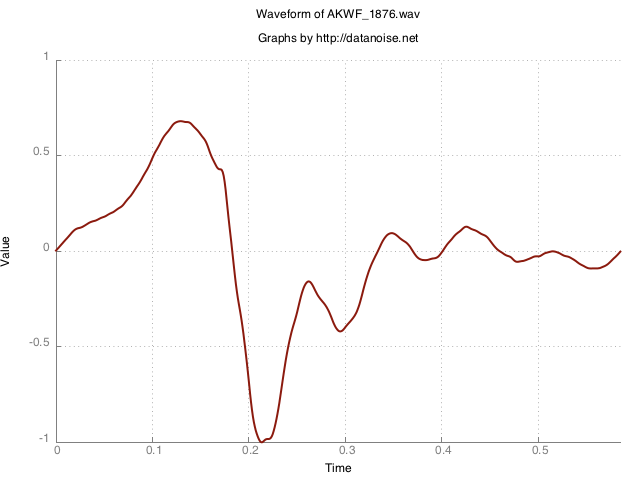 Waveform of AKWF_1876.wav
Graphs by http://datanoise.net
1
0.5
0
-0.5
-1
Value
0 0.1 0.2 0.3 0.4 0.5
Time